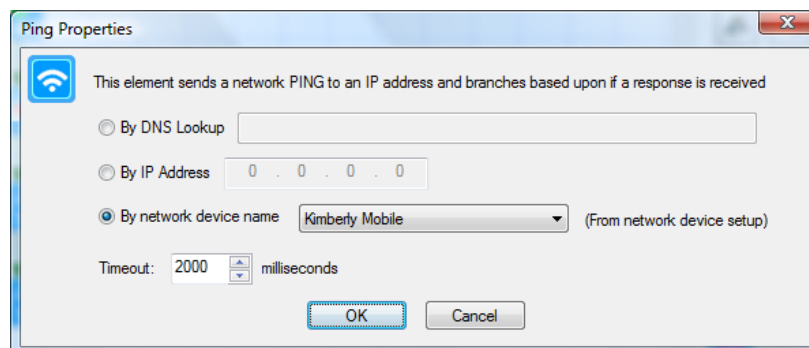 Ping Properties
This element sends a network PING to an IP address and branches based upon if a response is received
By DNS Lookup
By IP Address 0 . 0 . 0 . 0
By network device name Kimberly Mobile (From network device setup)
Timeout: 2000 milliseconds
OK Cancel